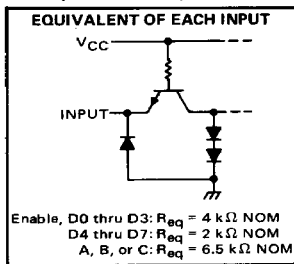 EQUIVALENT OF EACH INPUT
VCC
INPUT
Enable, D0 thru D3: Req = 4 kΩ NOM
D4 thru D7: Req = 2 kΩ NOM
A, B, or C: Req = 6.5 kΩ NOM